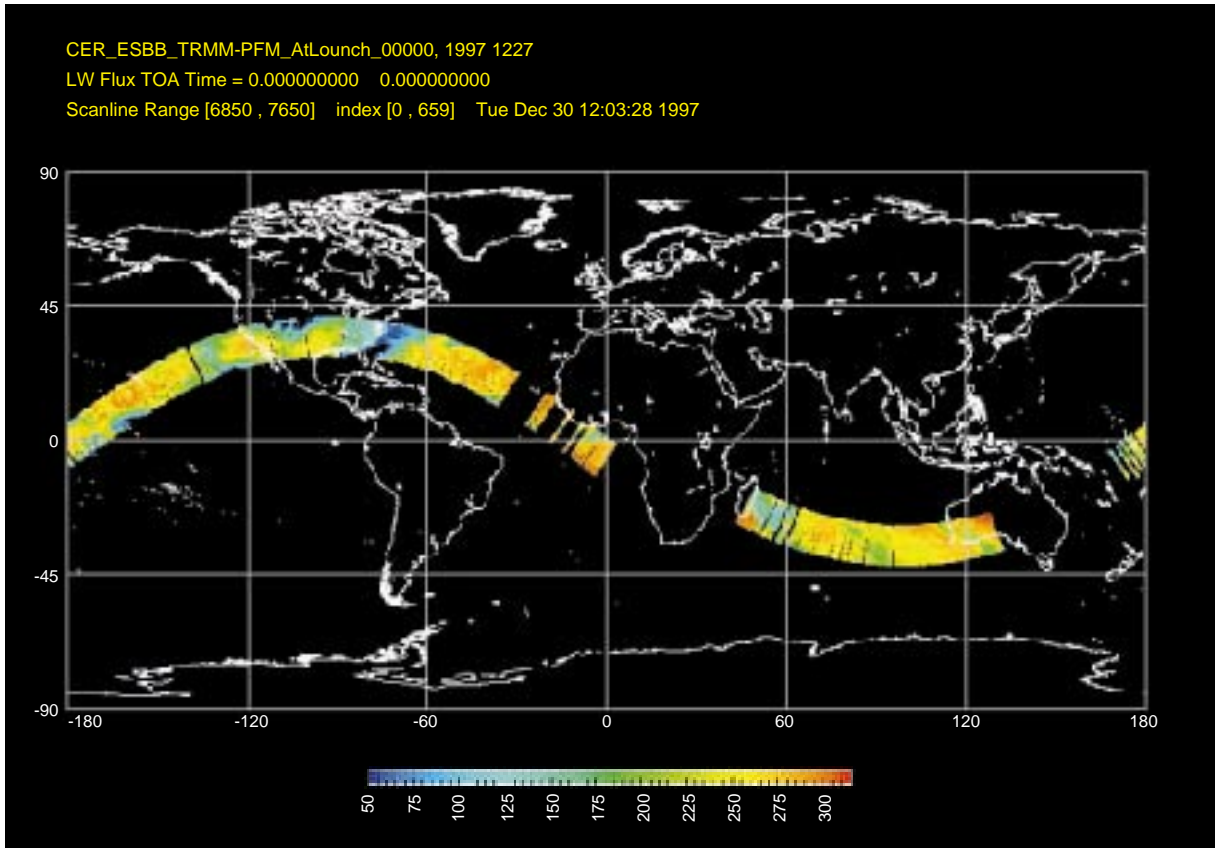 CER_ESBB_TRMM-PFM_AtLounch_00000, 1997 1227
LW Flux TOA Time = 0.000000000 0.000000000
Scanline Range [6850 , 7650] index [0 , 659] Tue Dec 30 12:03:28 1997
90
45
0
-45
-90
-180 -120 -60 0 60 120 180
50 75 100 125 150 175 200 225 250 275 300